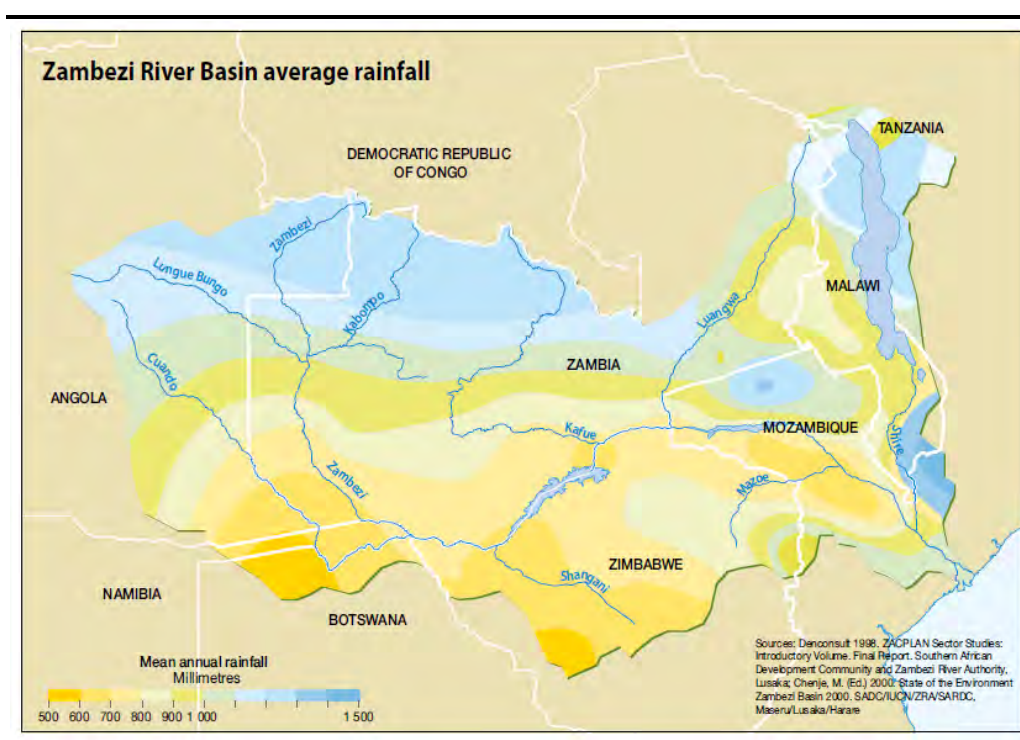 Zambezi River Basin average rainfall
TANZANIA
DEMOCRATIC REPUBLIC
OF CONGO
Zambezi
Lungue Bungo
Kabompo
MALAWI
Luangwa
Cuando
ZAMBIA
ANGOLA
Kafue
MOZAMBIQUE
Shire
Zambezi
Mazoe
ZIMBABWE
Shangani
NAMIBIA
BOTSWANA
Mean annual rainfall
Millimetres
500 600 700 800 900 1 000 1 500
Sources: Denconsult 1998. ZACPLAN Sector Studies:
Introductory Volume. Final Report. Southern African
Development Community and Zambezi River Authority,
Lusaka; Chenje, M. (Ed.) 2000. State of the Environment
Zambezi Basin 2000. SADC/IUCN/ZRA/SARDC,
Maseru/Lusaka/Harare